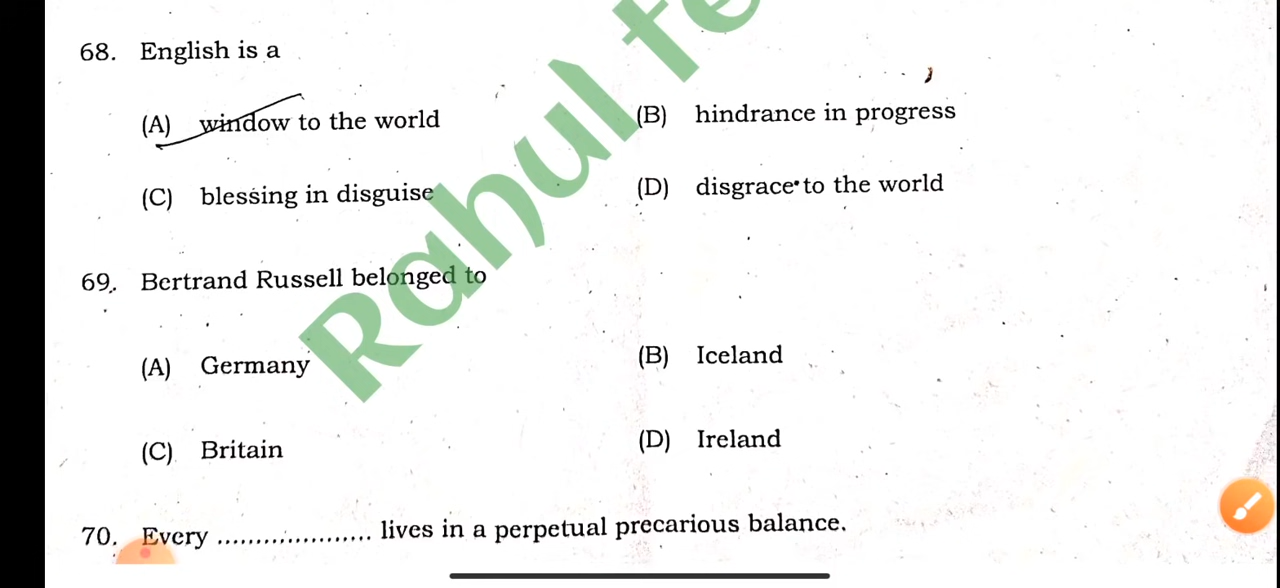 68. English is a
(A) window to the world
(B) hindrance in progress
(C) blessing in disguise
(D) disgrace to the world
69. Bertrand Russell belonged to
(A) Germany
(B) Iceland
(C) Britain
(D) Ireland
70. Every .................... lives in a perpetual precarious balance.
Rahul te